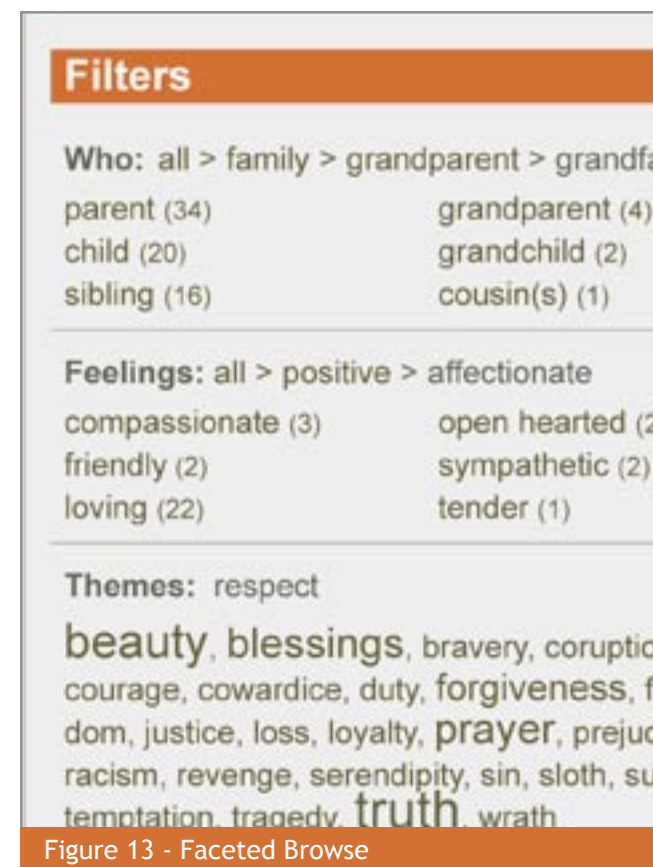 Filters
Who: all > family > grandparent > grandfa
parent (34) grandparent (4)
child (20) grandchild (2)
sibling (16) cousin(s) (1)
Feelings: all > positive > affectionate
compassionate (3) open hearted (2
friendly (2) sympathetic (2)
loving (22) tender (1)
Themes: respect
beauty, blessings, bravery, coruptio
courage, cowardice, duty, forgiveness, f
dom, justice, loss, loyalty, prayer, prejud
racism, revenge, serendipity, sin, sloth, su
temptation, tragedy, truth, wrath
Figure 13 - Faceted Browse